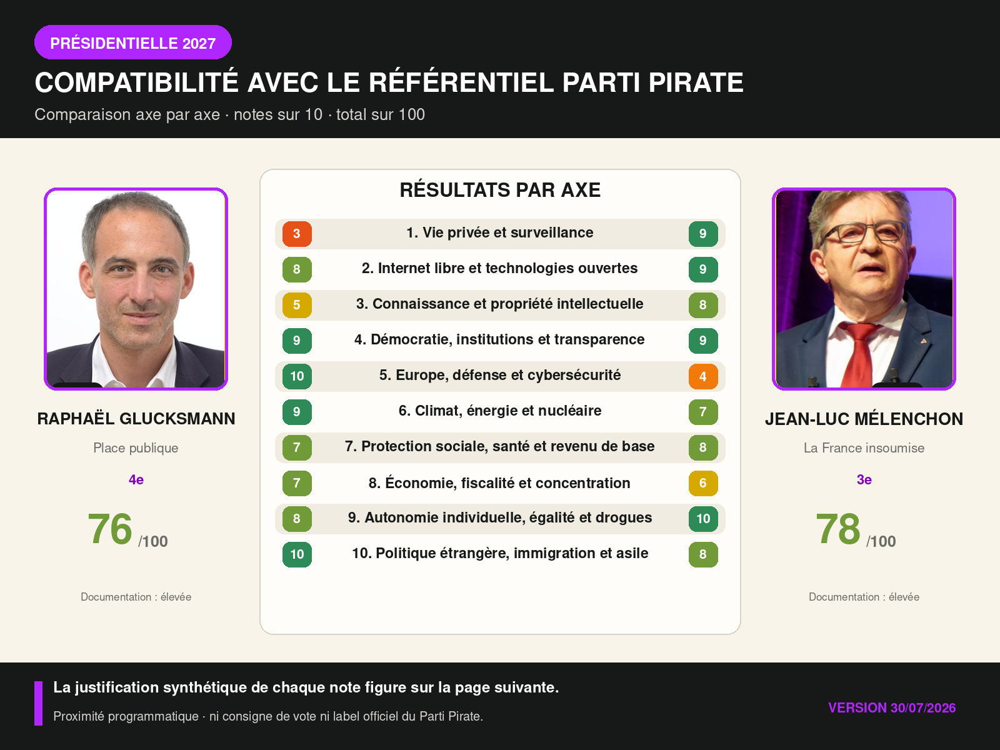 PRÉSIDENTIELLE 2027
COMPATIBILITÉ AVEC LE RÉFÉRENTIEL PARTI PIRATE
Comparaison axe par axe · notes sur 10 · total sur 100
RÉSULTATS PAR AXE
3 1. Vie privée et surveillance 9
8 2. Internet libre et technologies ouvertes 9
5 3. Connaissance et propriété intellectuelle 8
9 4. Démocratie, institutions et transparence 9
10 5. Europe, défense et cybersécurité 4
9 6. Climat, énergie et nucléaire 7
7 7. Protection sociale, santé et revenu de base 8
7 8. Économie, fiscalité et concentration 6
8 9. Autonomie individuelle, égalité et drogues 10
10 10. Politique étrangère, immigration et asile 8
RAPHAËL GLUCKSMANN
Place publique
4e
76 /100
Documentation : élevée
JEAN-LUC MÉLENCHON
La France insoumise
3e
78 /100
Documentation : élevée
La justification synthétique de chaque note figure sur la page suivante.
Proximité programmatique · ni consigne de vote ni label officiel du Parti Pirate.
VERSION 30/07/2026